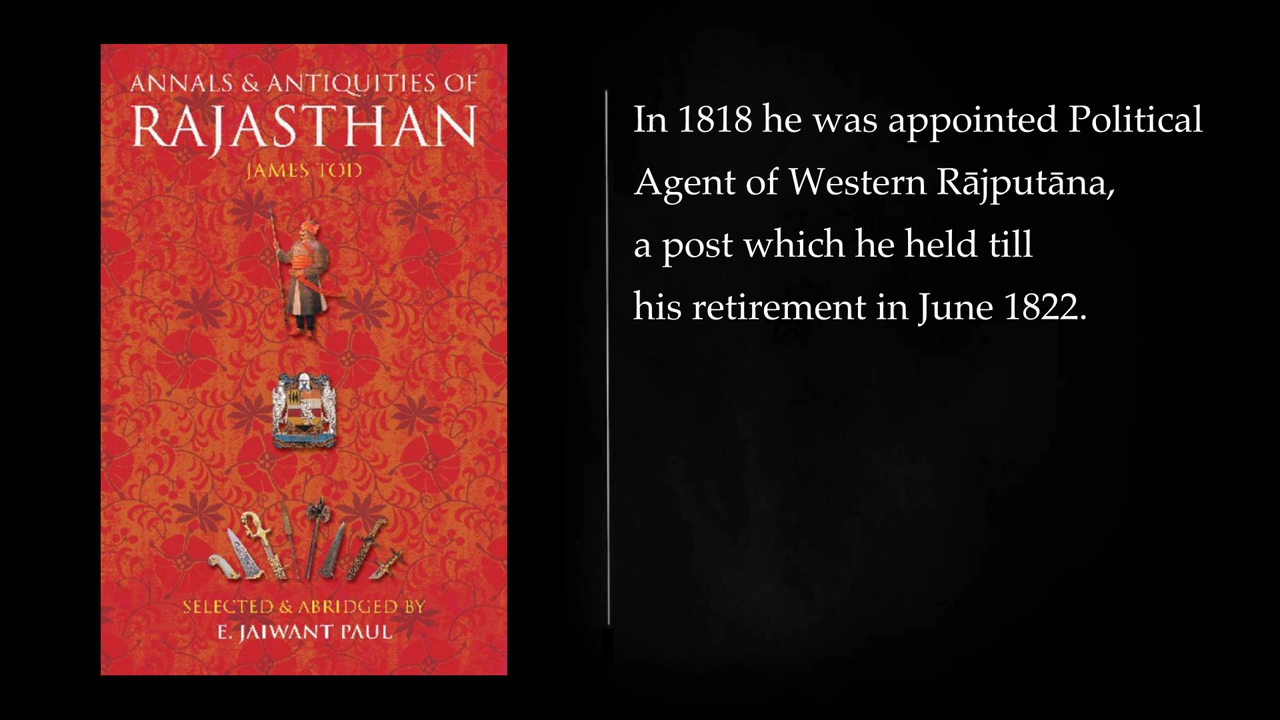 ANNALS & ANTIQUITIES OF
RAJASTHAN
JAMES TOD
SELECTED & ABRIDGED BY
E. JAIWANT PAUL
In 1818 he was appointed Political
Agent of Western Rājputāna,
a post which he held till
his retirement in June 1822.